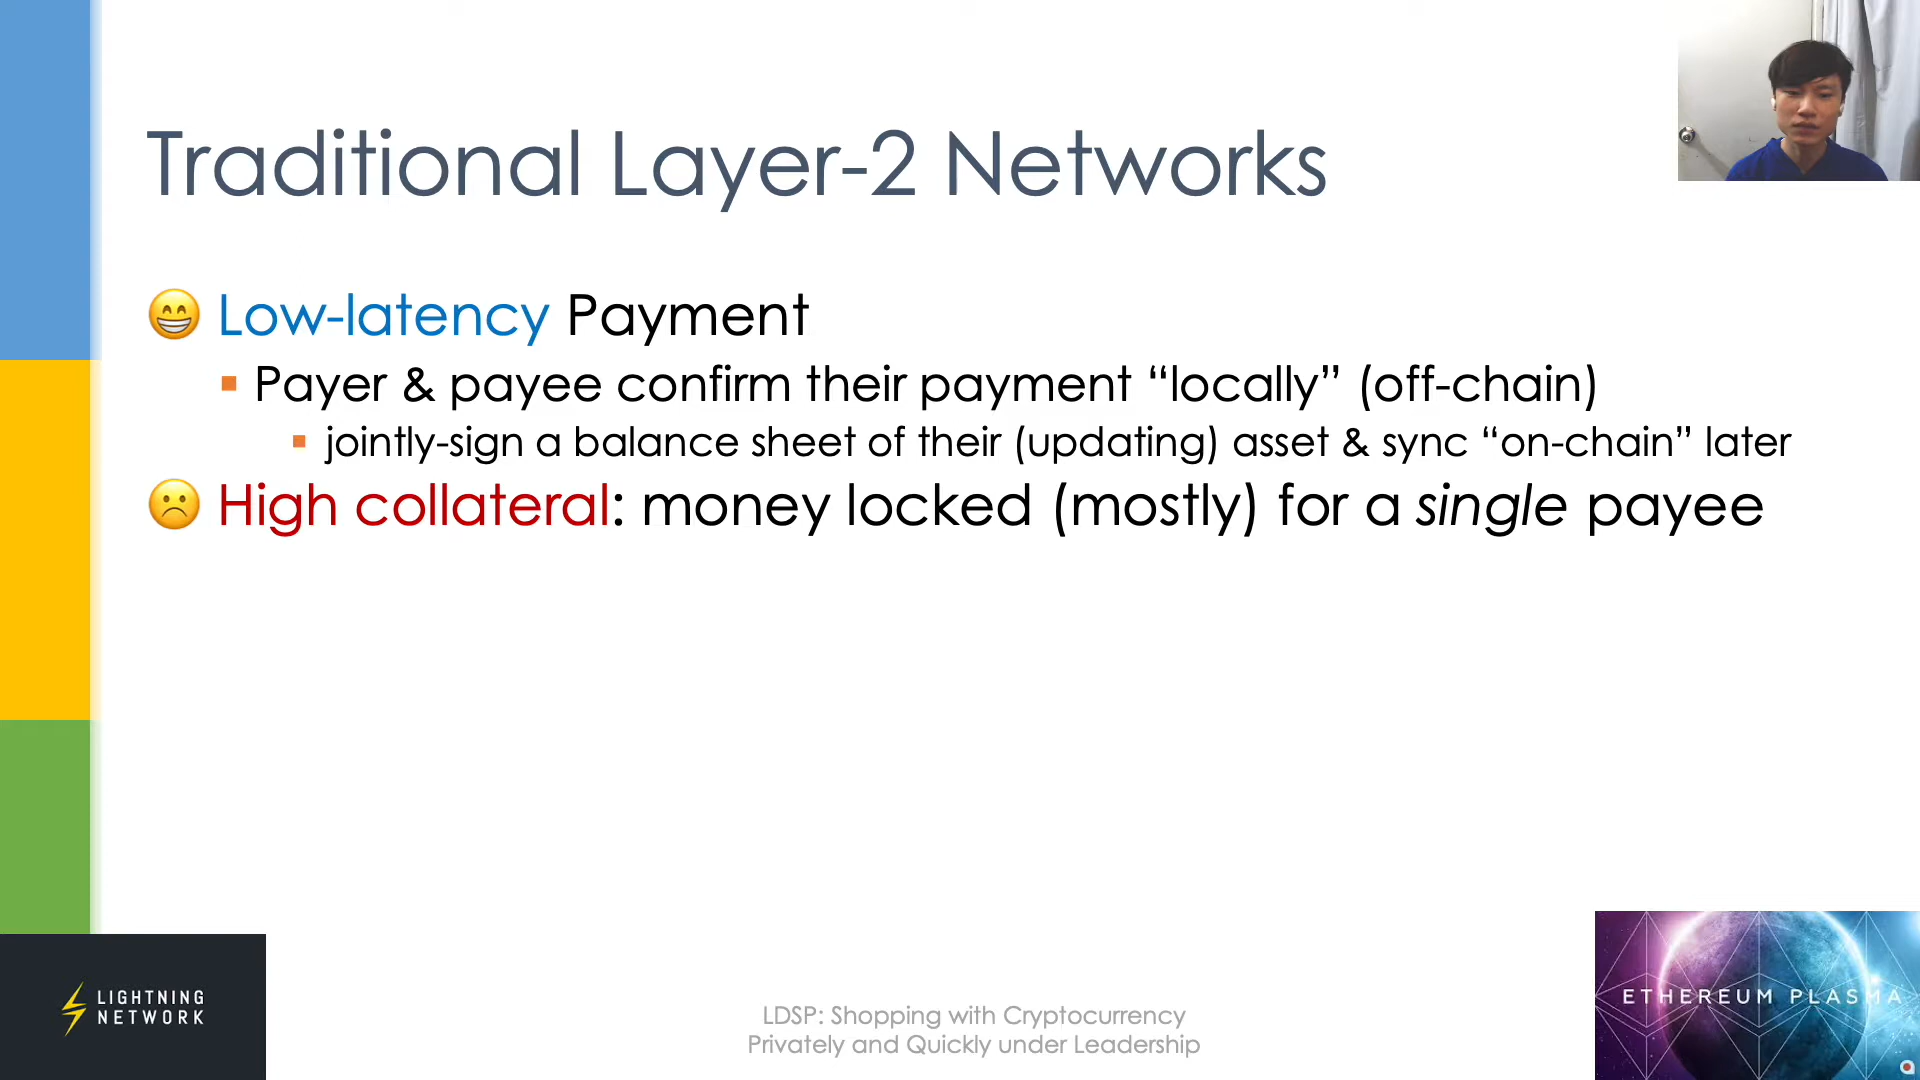 Traditional Layer-2 Networks
Low-latency Payment
Payer & payee confirm their payment “locally” (off-chain)
jointly-sign a balance sheet of their (updating) asset & sync “on-chain” later
High collateral: money locked (mostly) for a single payee
LIGHTNING
NETWORK
LDSP: Shopping with Cryptocurrency
Privately and Quickly under Leadership
ETHEREUM PLASMA